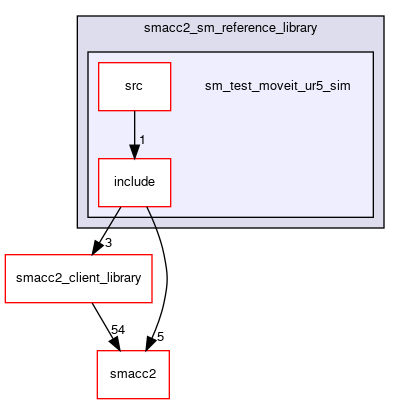 smacc2_sm_reference_library
src
sm_test_moveit_ur5_sim
1
include
3
smacc2_client_library
54
5
smacc2